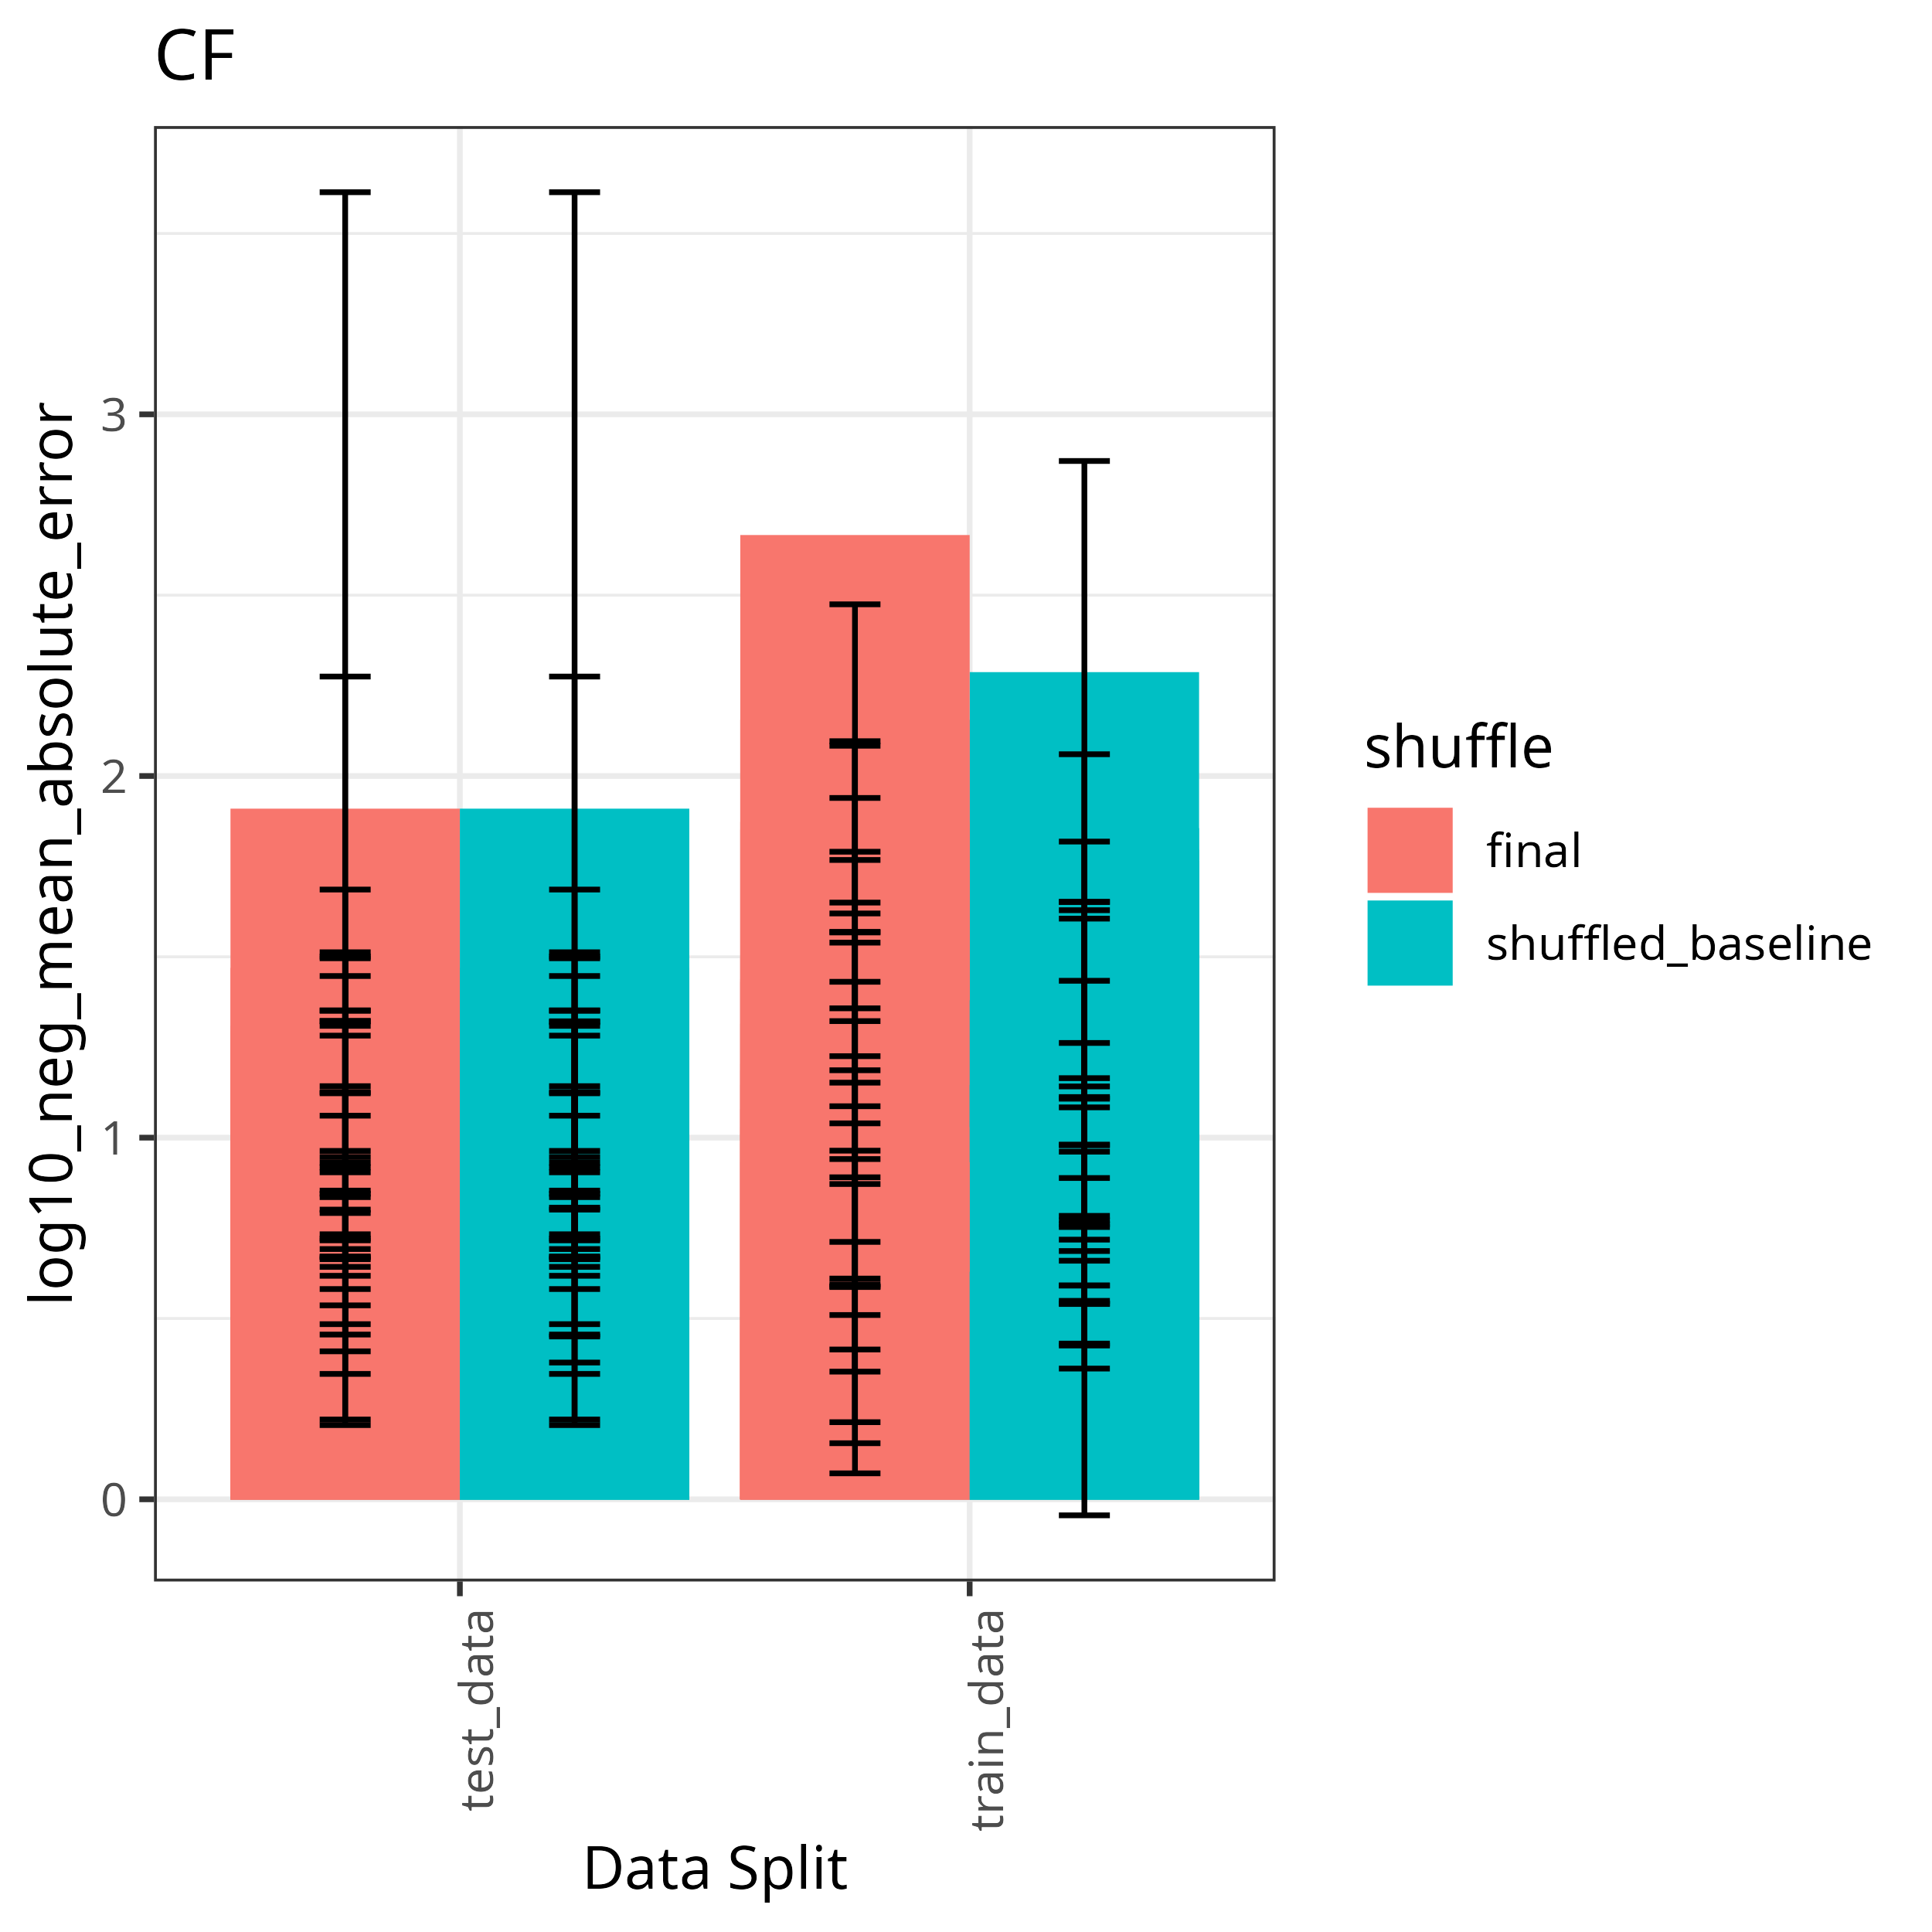 CF
log10_neg_mean_absolute_error
3
2
1
0
test_data
train_data
Data Split
shuffle
final
shuffled_baseline